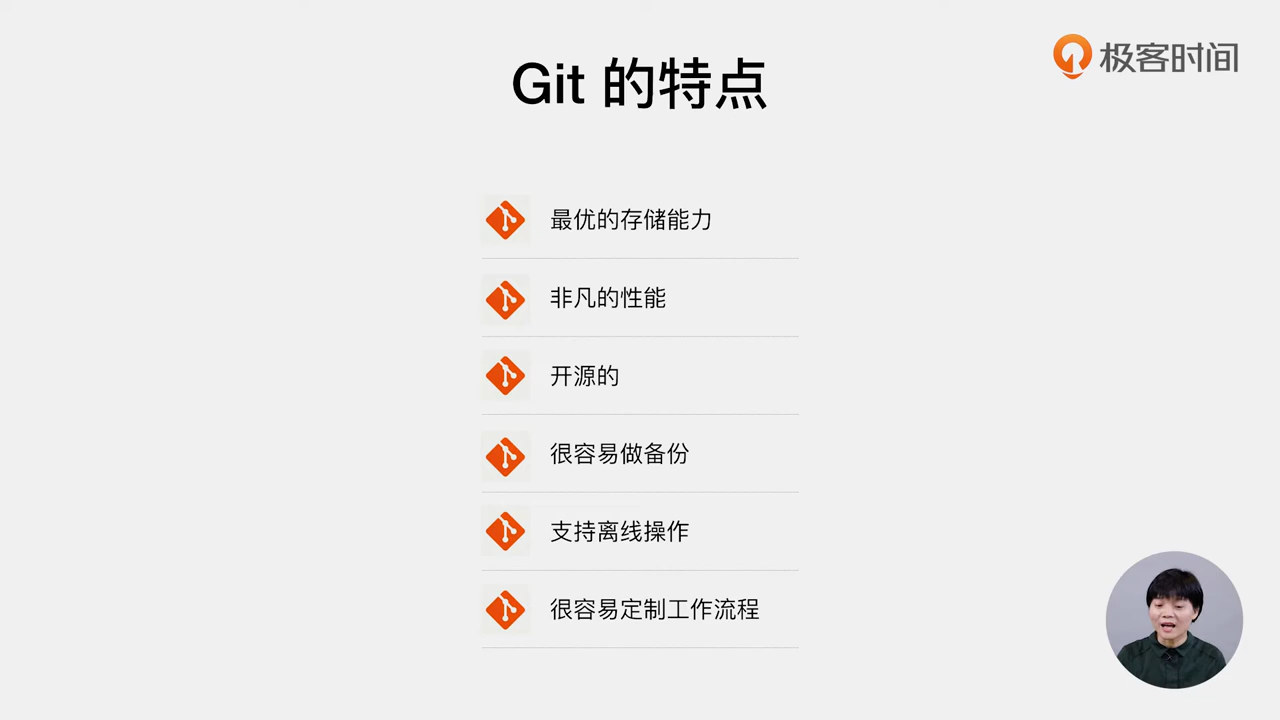 极客时间
Git 的特点
最优的存储能力
非凡的性能
开源的
很容易做备份
支持离线操作
很容易定制工作流程